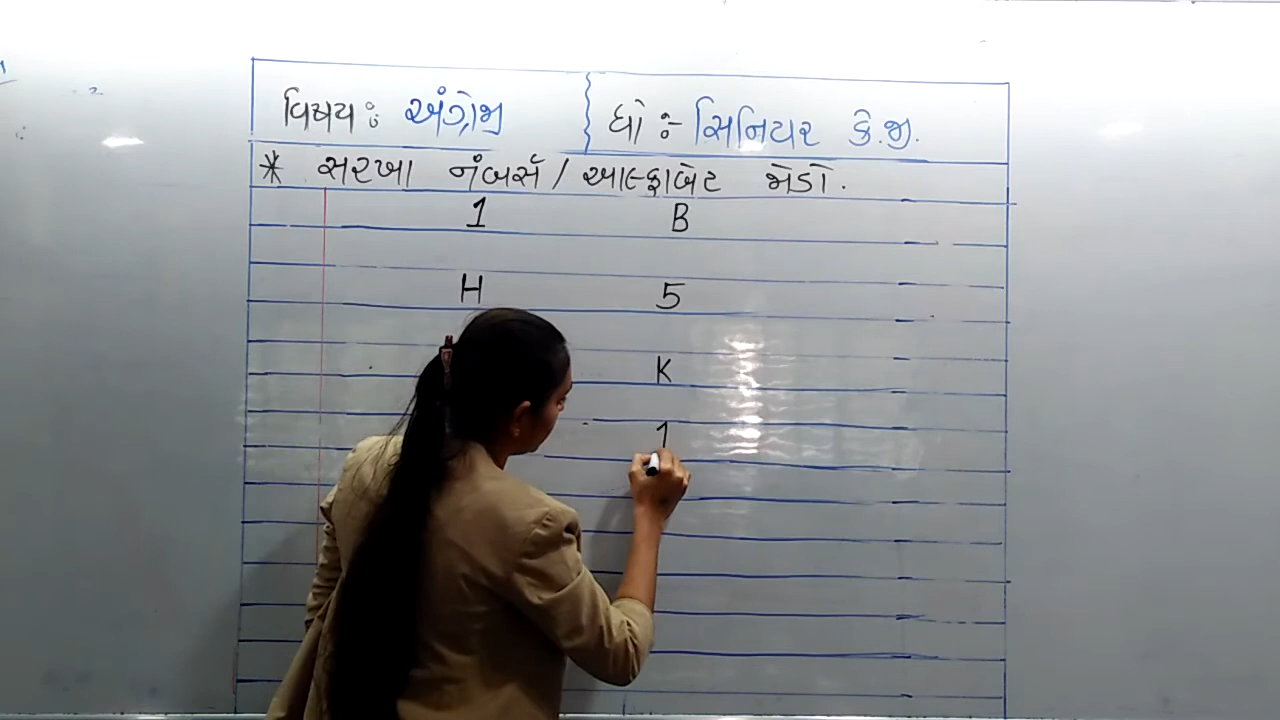 વિષય : અંગ્રેજી ધો :- સિનિયર કે.જી.
* સરખા નંબર્સ / આલ્ફાબેટ જોડો.
1 B
H 5
K
1